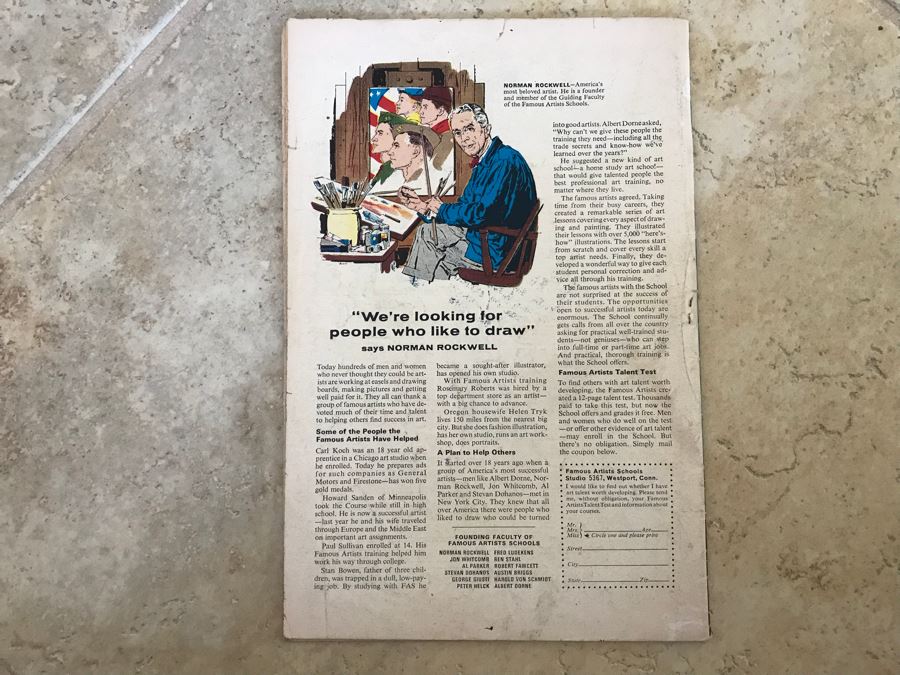 NORMAN ROCKWELL—America's
most beloved artist. He is a founder
and member of the Guiding Faculty
of the Famous Artists Schools.
"We're looking for
people who like to draw"
says NORMAN ROCKWELL
Today hundreds of men and women
who never thought they could be art-
ists are working at easels and drawing
boards, making pictures and getting
well paid for it. They all can thank a
group of famous artists who have de-
voted much of their time and talent
to helping others find success in art.
Some of the People the
Famous Artists Have Helped
Carl Koch was an 18 year old ap-
prentice in a Chicago art studio when
he enrolled. Today he prepares ads
for such companies as General
Motors and Firestone—has won five
gold medals.
Howard Sanden of Minneapolis
took the Course while still in high
school. He is now a successful artist
—last year he and his wife traveled
through Europe and the Middle East
on important art assignments.
Paul Sullivan enrolled at 14. His
Famous Artists training helped him
work his way through college.
Stan Bowen, father of three chil-
dren, was trapped in a dull, low-pay-
ing job. By studying with FAS he
became a sought-after illustrator,
has opened his own studio.
With Famous Artists training
Rosemary Roberts was hired by a
top department store as an artist—
with a big chance to advance.
Oregon housewife Helen Tryk
lives 150 miles from the nearest big
city. But she does fashion illustration,
has her own studio, runs an art work-
shop, does portraits.
A Plan to Help Others
It started over 18 years ago when a
group of America's most successful
artists—men like Albert Dorne, Nor-
man Rockwell, Jon Whitcomb, Al
Parker and Stevan Dohanos—met in
New York City. They knew that all
over America there were people who
liked to draw who could be turned
into good artists. Albert Dorne asked,
"Why can't we give these people the
training they need—including all the
trade secrets and know-how we've
learned over the years?"
He suggested a new kind of art
school—a home study art school—
that would give talented people the
best professional art training, no
matter where they live.
The famous artists agreed. Taking
time from their busy careers, they
created a remarkable series of art
lessons covering every aspect of draw-
ing and painting. They illustrated
their lessons with over 5,000 "here's-
how" illustrations. The lessons start
from scratch and cover every skill a
top artist needs. Finally, they de-
veloped a wonderful way to give each
student personal correction and ad-
vice all through his training.
The famous artists with the School
are not surprised at the success of
their students. The opportunities
open to successful artists today are
enormous. The School continually
gets calls from all over the country
asking for practical well-trained stu-
dents—not geniuses—who can step
into full-time or part-time art jobs.
And practical, thorough training is
what the School offers.
Famous Artists Talent Test
To find others with art talent worth
developing, the Famous Artists cre-
ated a 12-page talent test. Thousands
paid to take this test, but now the
School offers and grades it free. Men
and women who do well on the test
—or offer other evidence of art talent
—may enroll in the School. But
there's no obligation. Simply mail
the coupon below.
FOUNDING FACULTY OF
FAMOUS ARTISTS SCHOOLS
NORMAN ROCKWELL FRED LUDEKENS
JON WHITCOMB BEN STAHL
AL PARKER ROBERT FAWCETT
STEVAN DOHANOS AUSTIN BRIGGS
GEORGE GIUSTI HAROLD VON SCHMIDT
PETER HELCK ALBERT DORNE
Famous Artists Schools
Studio 5367, Westport, Conn.
I would like to find out whether I have
art talent worth developing. Please send
me, without obligation, your Famous
Artists Talent Test and information about
your courses.
Mr.
Mrs. Age
Miss Circle one and please print
Street
City
State Zip